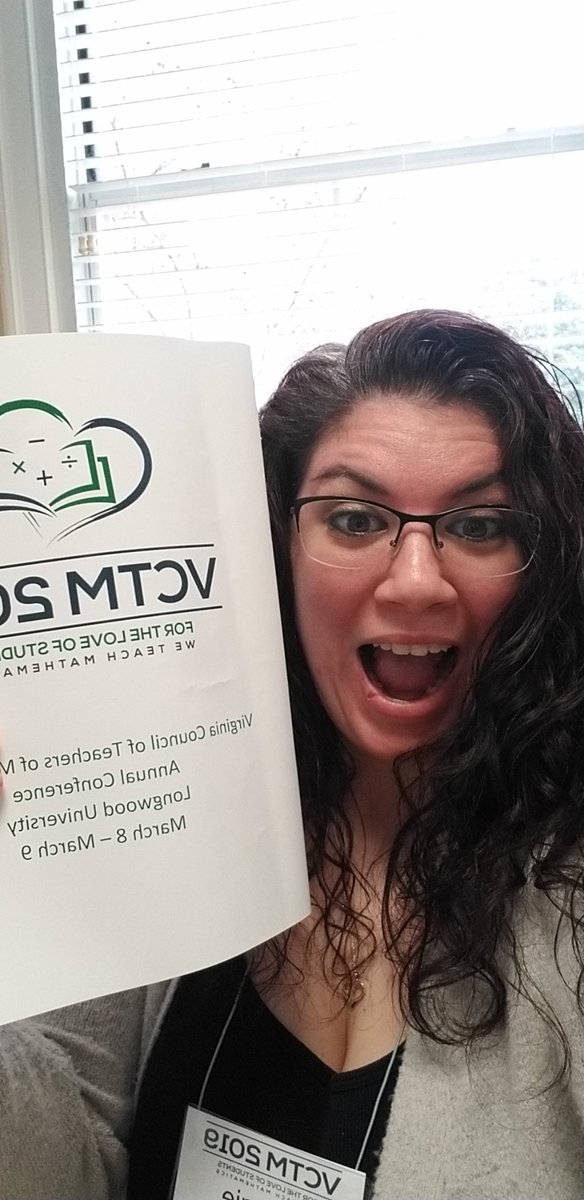 × − + ÷
VCTM 20
FOR THE LOVE OF STUDE
WE TEACH MATHEMA
Virginia Council of Teachers of M
Annual Conference
Longwood University
March 8 – March 9
VCTM 2019
FOR THE LOVE OF STUDENTS
WE TEACH MATHEMATICS